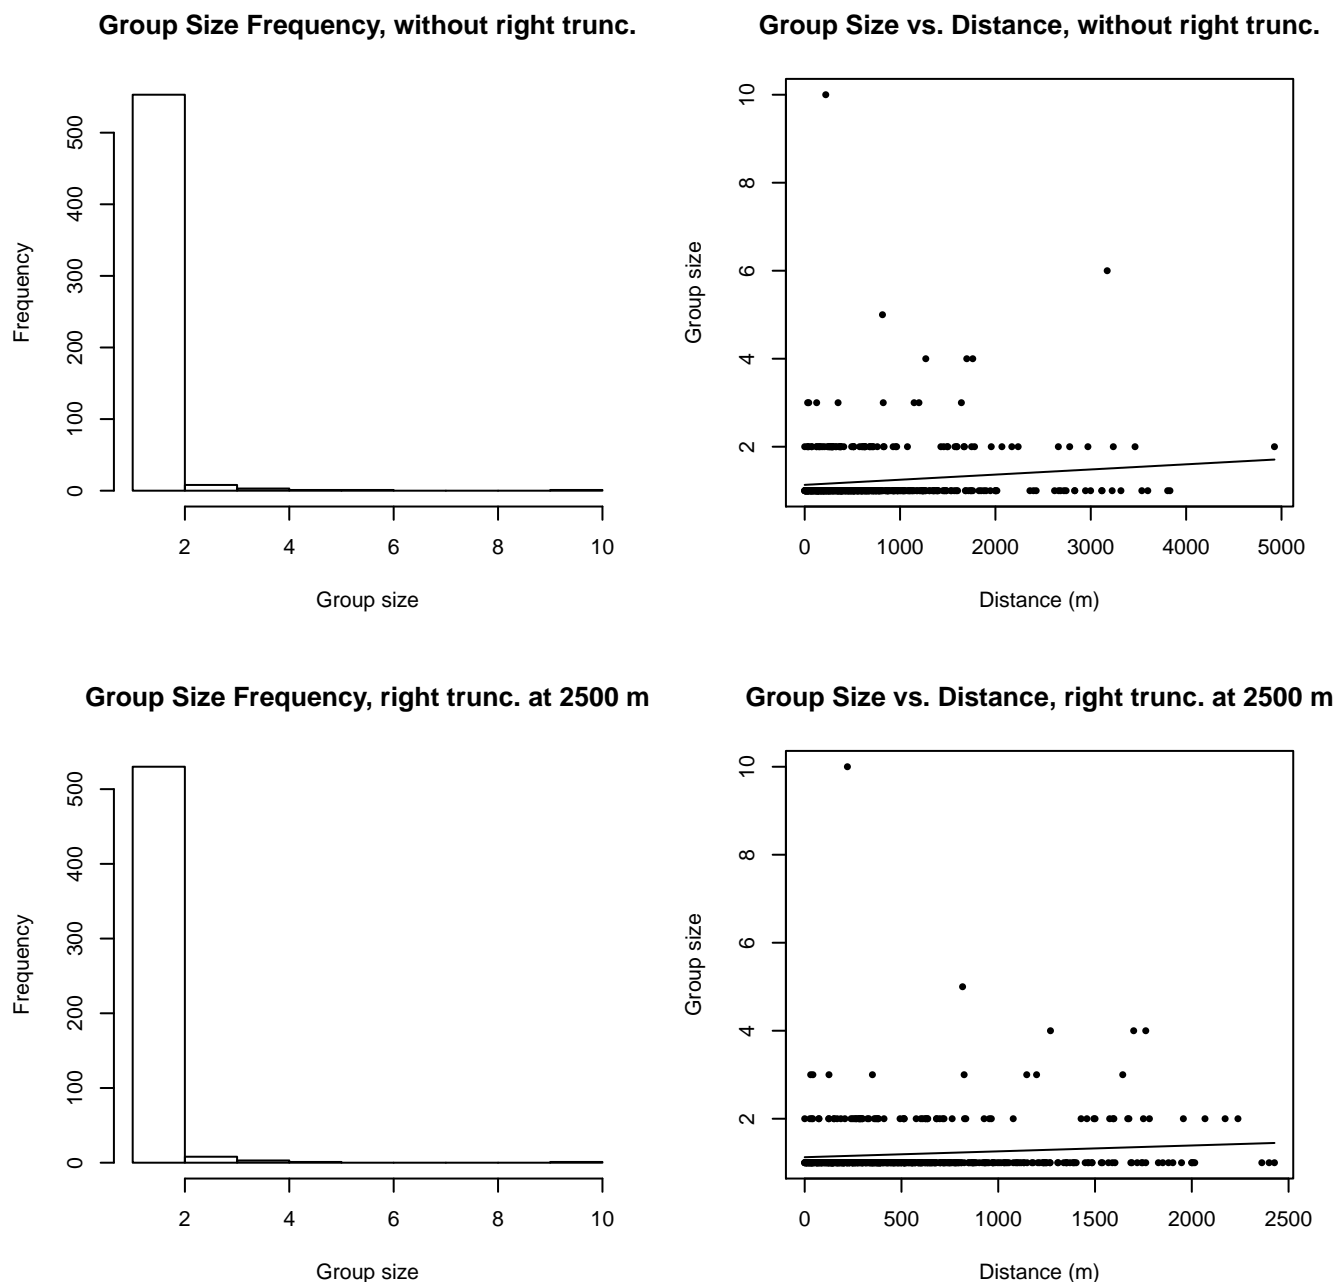 Group Size Frequency, without right trunc.
Frequency
0 100 200 300 400 500
2 4 6 8 10
Group size
Group Size vs. Distance, without right trunc.
Group size
2 4 6 8 10
0 1000 2000 3000 4000 5000
Distance (m)
Group Size Frequency, right trunc. at 2500 m
Frequency
0 100 200 300 400 500
2 4 6 8 10
Group size
Group Size vs. Distance, right trunc. at 2500 m
Group size
2 4 6 8 10
0 500 1000 1500 2000 2500
Distance (m)